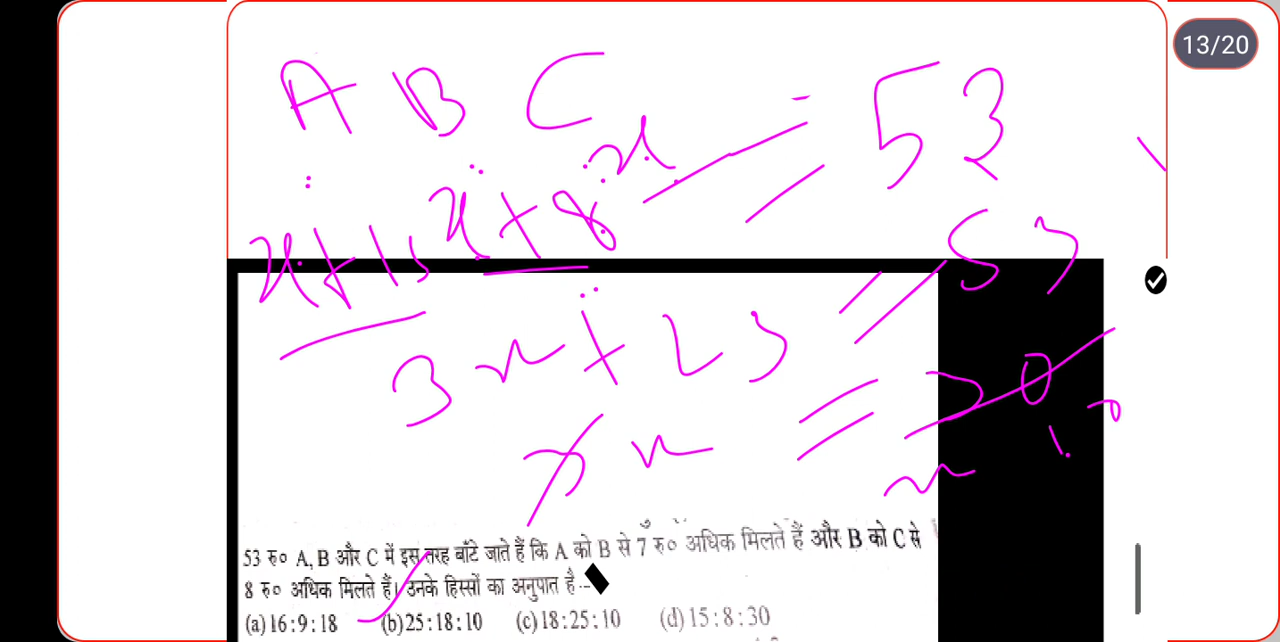 13/20
A B C
x+15 x+8 x = 53
3x+23 = 53
3x = 30
x 10
53 रु० A, B और C में इस तरह बाँटे जाते हैं कि A को B से 7 रु० अधिक मिलते हैं और B को C से
8 रु० अधिक मिलते हैं। उनके हिस्सों का अनुपात है-
(a) 16:9:18 (b) 25:18:10 (c) 18:25:10 (d) 15:8:30